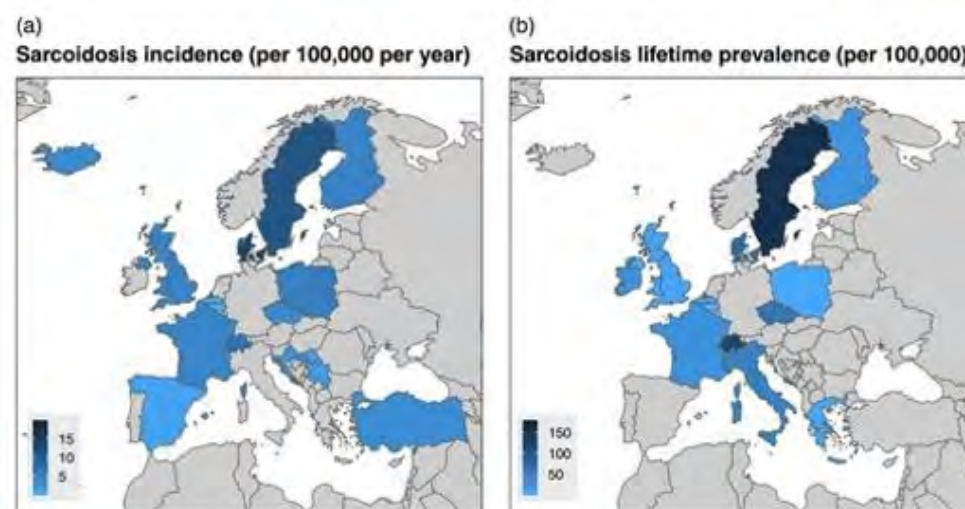 (a)
Sarcoidosis incidence (per 100,000 per year)
15
10
5
(b)
Sarcoidosis lifetime prevalence (per 100,000)
150
100
50